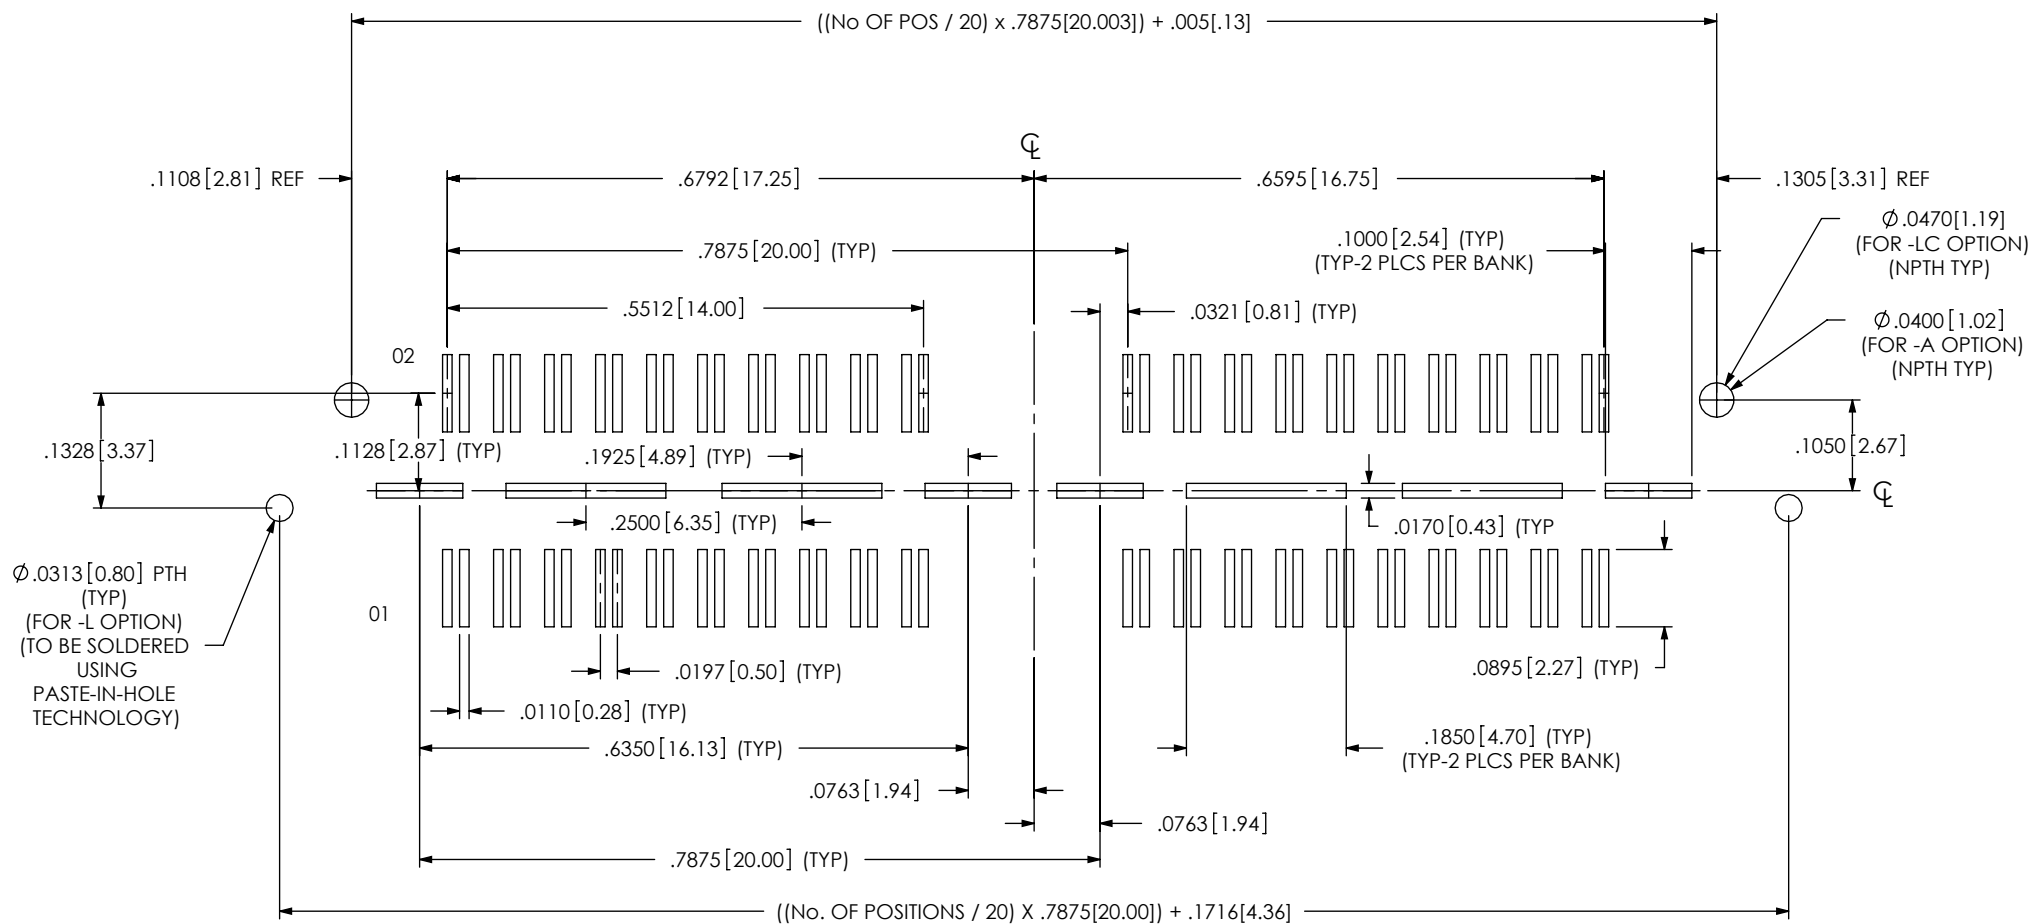 ((No OF POS / 20) x .7875[20.003]) + .005[.13]
℄
.1108[2.81] REF
.6792[17.25]
.6595[16.75]
.1305[3.31] REF
.7875[20.00] (TYP)
.1000[2.54] (TYP)
(TYP-2 PLCS PER BANK)
Ø.0470[1.19]
(FOR -LC OPTION)
(NPTH TYP)
.5512[14.00]
.0321[0.81] (TYP)
Ø.0400[1.02]
(FOR -A OPTION)
(NPTH TYP)
02
.1328[3.37]
.1128[2.87] (TYP)
.1925[4.89] (TYP)
.1050[2.67]
℄
.2500[6.35] (TYP)
.0170[0.43] (TYP
Ø.0313[0.80] PTH
(TYP)
(FOR -L OPTION)
(TO BE SOLDERED
USING
PASTE-IN-HOLE
TECHNOLOGY)
01
.0197[0.50] (TYP)
.0895[2.27] (TYP)
.0110[0.28] (TYP)
.6350[16.13] (TYP)
.1850[4.70] (TYP)
(TYP-2 PLCS PER BANK)
.0763[1.94]
.0763[1.94]
.7875[20.00] (TYP)
((No. OF POSITIONS / 20) X .7875[20.00]) + .1716[4.36]